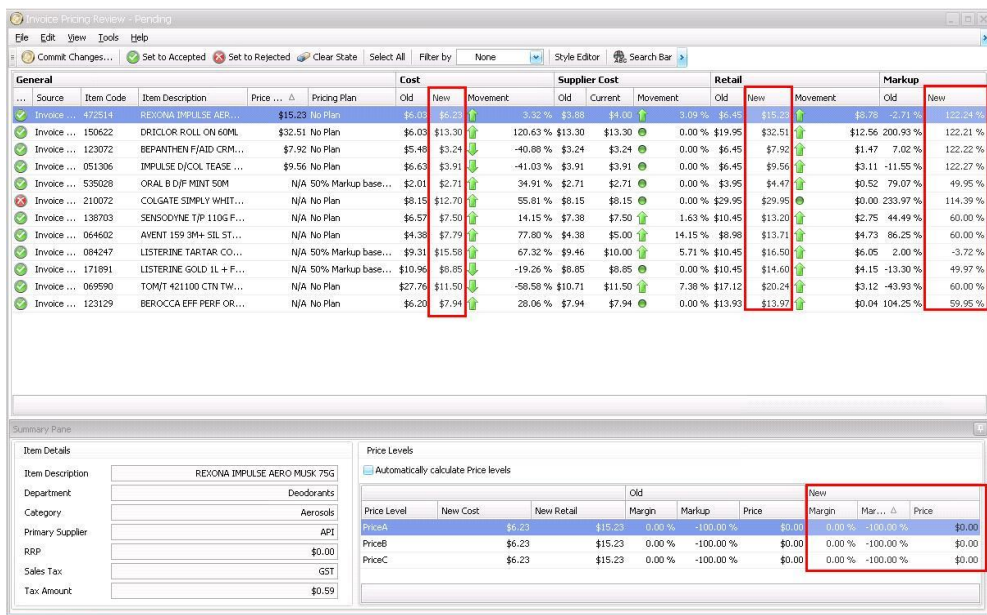 Invoice Pricing Review - Pending
File Edit View Tools Help
Commit Changes... Set to Accepted Set to Rejected Clear State Select All Filter by None Style Editor Search Bar
General Cost Supplier Cost Retail Markup
... Source Item Code Item Description Price ... Pricing Plan Old New Movement Old Current Movement Old New Movement Old New
Invoice ... 472514 REXONA IMPULSE AER... $15.23 No Plan $6.03 $6.23 3.32 % $3.88 $4.00 3.09 % $6.45 $15.23 $8.78 -2.71 % 122.24 %
Invoice ... 150622 DRICLOR ROLL ON 60ML $32.51 No Plan $6.03 $13.30 120.63 % $13.30 $13.30 0.00 % $19.95 $32.51 $12.56 200.93 % 122.21 %
Invoice ... 123072 BEPANTHEN F/AID CRM... $7.92 No Plan $5.48 $3.24 -40.88 % $3.24 $3.24 0.00 % $6.45 $7.92 $1.47 7.02 % 122.22 %
Invoice ... 051306 IMPULSE D/COL TEASE ... $9.56 No Plan $6.63 $3.91 -41.03 % $3.91 $3.91 0.00 % $6.45 $9.56 $3.11 -11.55 % 122.27 %
Invoice ... 535028 ORAL B D/F MINT 50M N/A 50% Markup base... $2.01 $2.71 34.91 % $2.71 $2.71 0.00 % $3.95 $4.47 $0.52 79.07 % 49.95 %
Invoice ... 210072 COLGATE SIMPLY WHIT... N/A No Plan $8.15 $12.70 55.81 % $8.15 $8.15 0.00 % $29.95 $29.95 $0.00 233.97 % 114.39 %
Invoice ... 138703 SENSODYNE T/P 110G F... N/A No Plan $6.57 $7.50 14.15 % $7.38 $7.50 1.63 % $10.45 $13.20 $2.75 44.49 % 60.00 %
Invoice ... 064602 AVENT 159 3M+ SIL ST... N/A No Plan $4.38 $7.79 77.80 % $4.38 $5.00 14.15 % $8.98 $13.71 $4.73 86.25 % 60.00 %
Invoice ... 084247 LISTERINE TARTAR CO... N/A 50% Markup base... $9.31 $15.58 67.32 % $9.46 $10.00 5.71 % $10.45 $16.50 $6.05 2.00 % -3.72 %
Invoice ... 171891 LISTERINE GOLD 1L + F... N/A 50% Markup base... $10.96 $8.85 -19.26 % $8.85 $8.85 0.00 % $10.45 $14.60 $4.15 -13.30 % 49.97 %
Invoice ... 069590 TOM/T 421100 CTN TW... N/A No Plan $27.76 $11.50 -58.58 % $10.71 $11.50 7.38 % $17.12 $20.24 $3.12 -43.93 % 60.00 %
Invoice ... 123129 BEROCCA EFF PERF OR... N/A No Plan $6.20 $7.94 28.06 % $7.94 $7.94 0.00 % $13.93 $13.97 $0.04 104.25 % 59.95 %
Summary Pane
Item Details
Item Description REXONA IMPULSE AERO MUSK 75G
Department Deodorants
Category Aerosols
Primary Supplier API
RRP $0.00
Sales Tax GST
Tax Amount $0.59
Price Levels
Automatically calculate Price levels
Old New
Price Level New Cost New Retail Margin Markup Price Margin Mar... Price
PriceA $6.23 $15.23 0.00 % -100.00 % $0.00 0.00 % -100.00 % $0.00
PriceB $6.23 $15.23 0.00 % -100.00 % $0.00 0.00 % -100.00 % $0.00
PriceC $6.23 $15.23 0.00 % -100.00 % $0.00 0.00 % -100.00 % $0.00